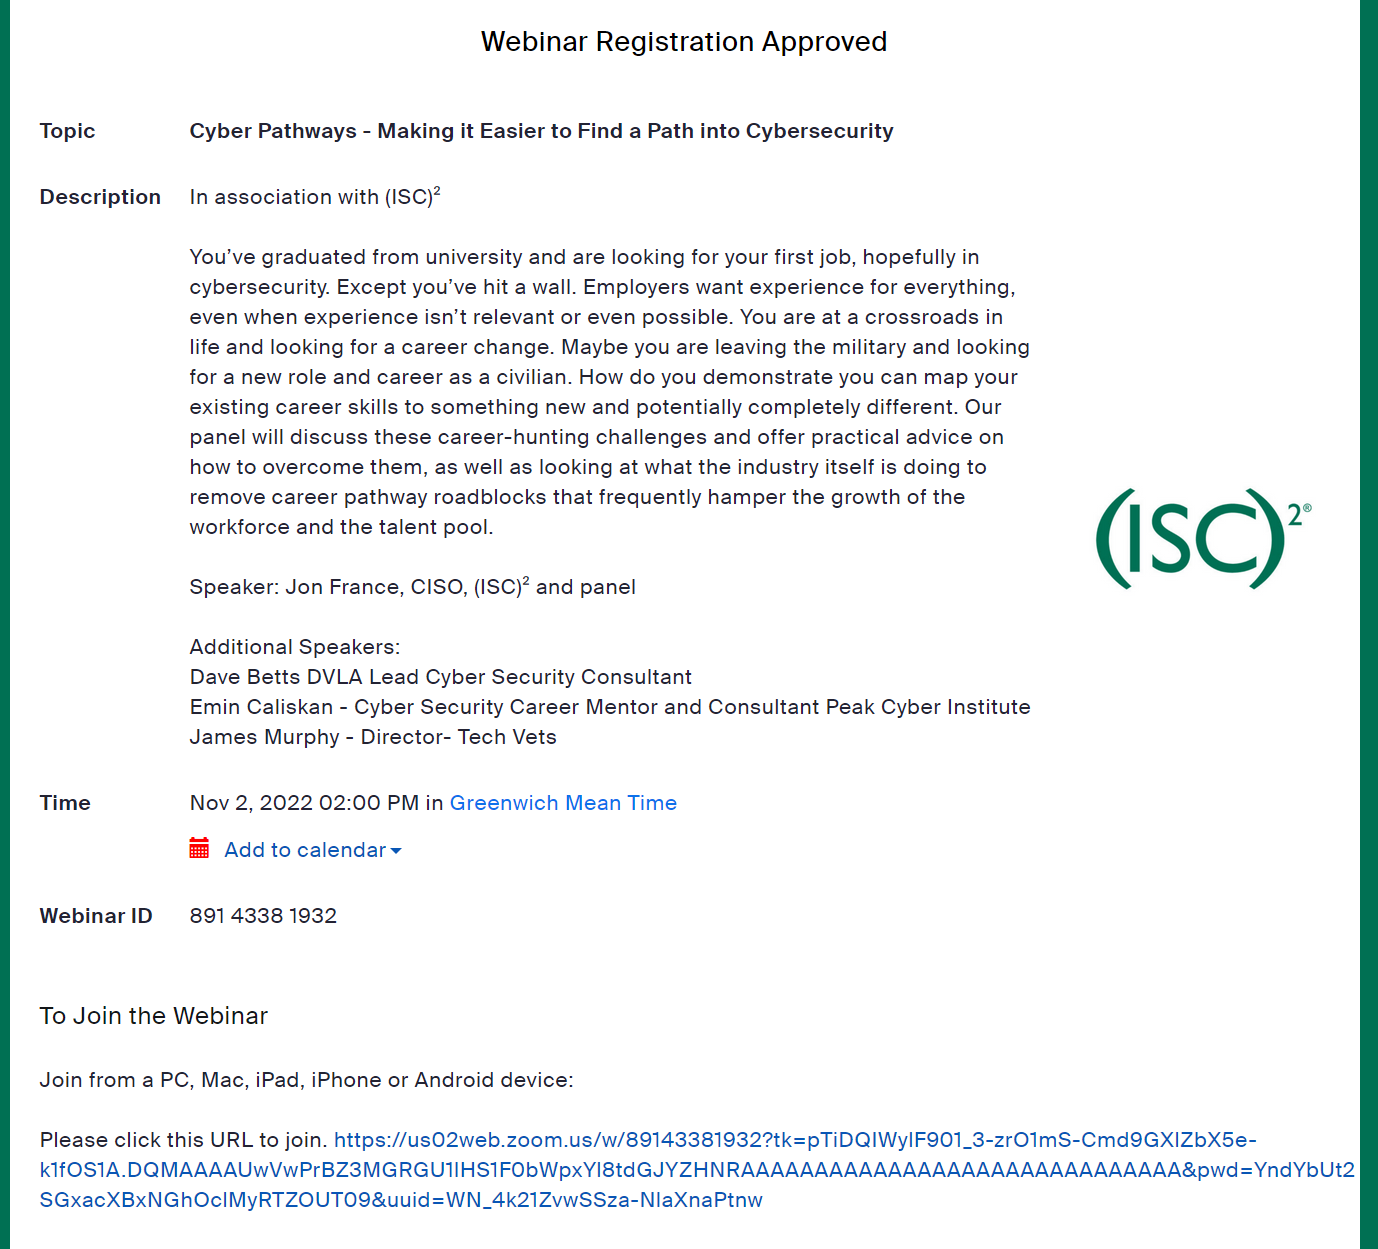 Webinar Registration Approved
Topic Cyber Pathways - Making it Easier to Find a Path into Cybersecurity
Description In association with (ISC)²
You’ve graduated from university and are looking for your first job, hopefully in
cybersecurity. Except you’ve hit a wall. Employers want experience for everything,
even when experience isn’t relevant or even possible. You are at a crossroads in
life and looking for a career change. Maybe you are leaving the military and looking
for a new role and career as a civilian. How do you demonstrate you can map your
existing career skills to something new and potentially completely different. Our
panel will discuss these career-hunting challenges and offer practical advice on
how to overcome them, as well as looking at what the industry itself is doing to
remove career pathway roadblocks that frequently hamper the growth of the
workforce and the talent pool.
(ISC)²®
Speaker: Jon France, CISO, (ISC)² and panel
Additional Speakers:
Dave Betts DVLA Lead Cyber Security Consultant
Emin Caliskan - Cyber Security Career Mentor and Consultant Peak Cyber Institute
James Murphy - Director- Tech Vets
Time Nov 2, 2022 02:00 PM in Greenwich Mean Time
Add to calendar
Webinar ID 891 4338 1932
To Join the Webinar
Join from a PC, Mac, iPad, iPhone or Android device:
Please click this URL to join. https://us02web.zoom.us/w/89143381932?tk=pTiDQIWyIF901_3-zrO1mS-Cmd9GXIZbX5e-
k1fOS1A.DQMAAAAUwVwPrBZ3MGRGU1lHS1F0bWpxYl8tdGJYZHNRAAAAAAAAAAAAAAAAAAAAAAAAAAAAAA&pwd=YndYbUt2
SGxacXBxNGhOclMyRTZOUT09&uuid=WN_4k21ZvwSSza-NlaXnaPtnw